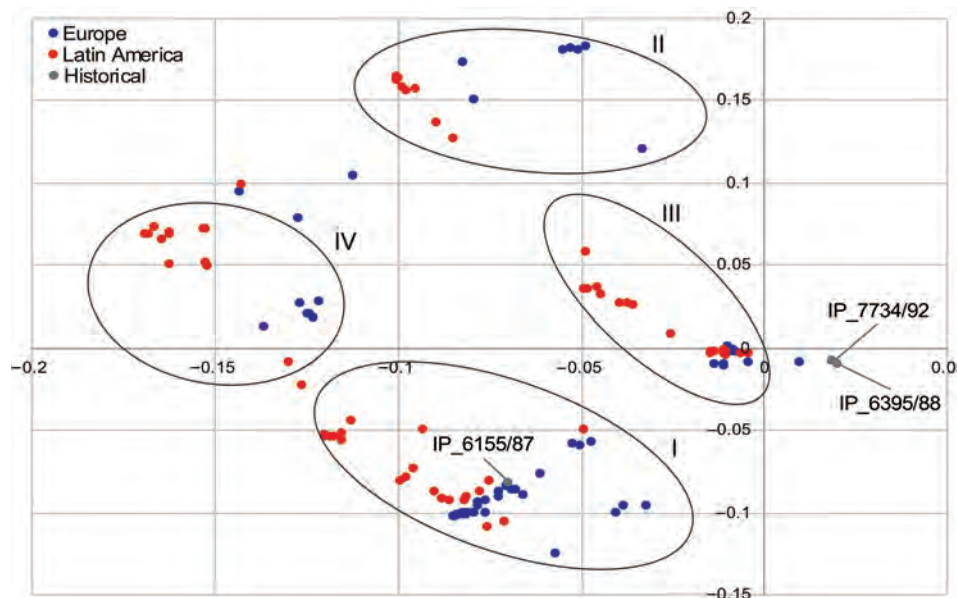 Europe
Latin America
Historical
II
0.2
0.15
0.1
III
IV
0.05
IP_7734/92
−0.2
−0.15
−0.1
−0.05
0
0
0.0
IP_6395/88
−0.05
IP_6155/87
I
−0.1
−0.15